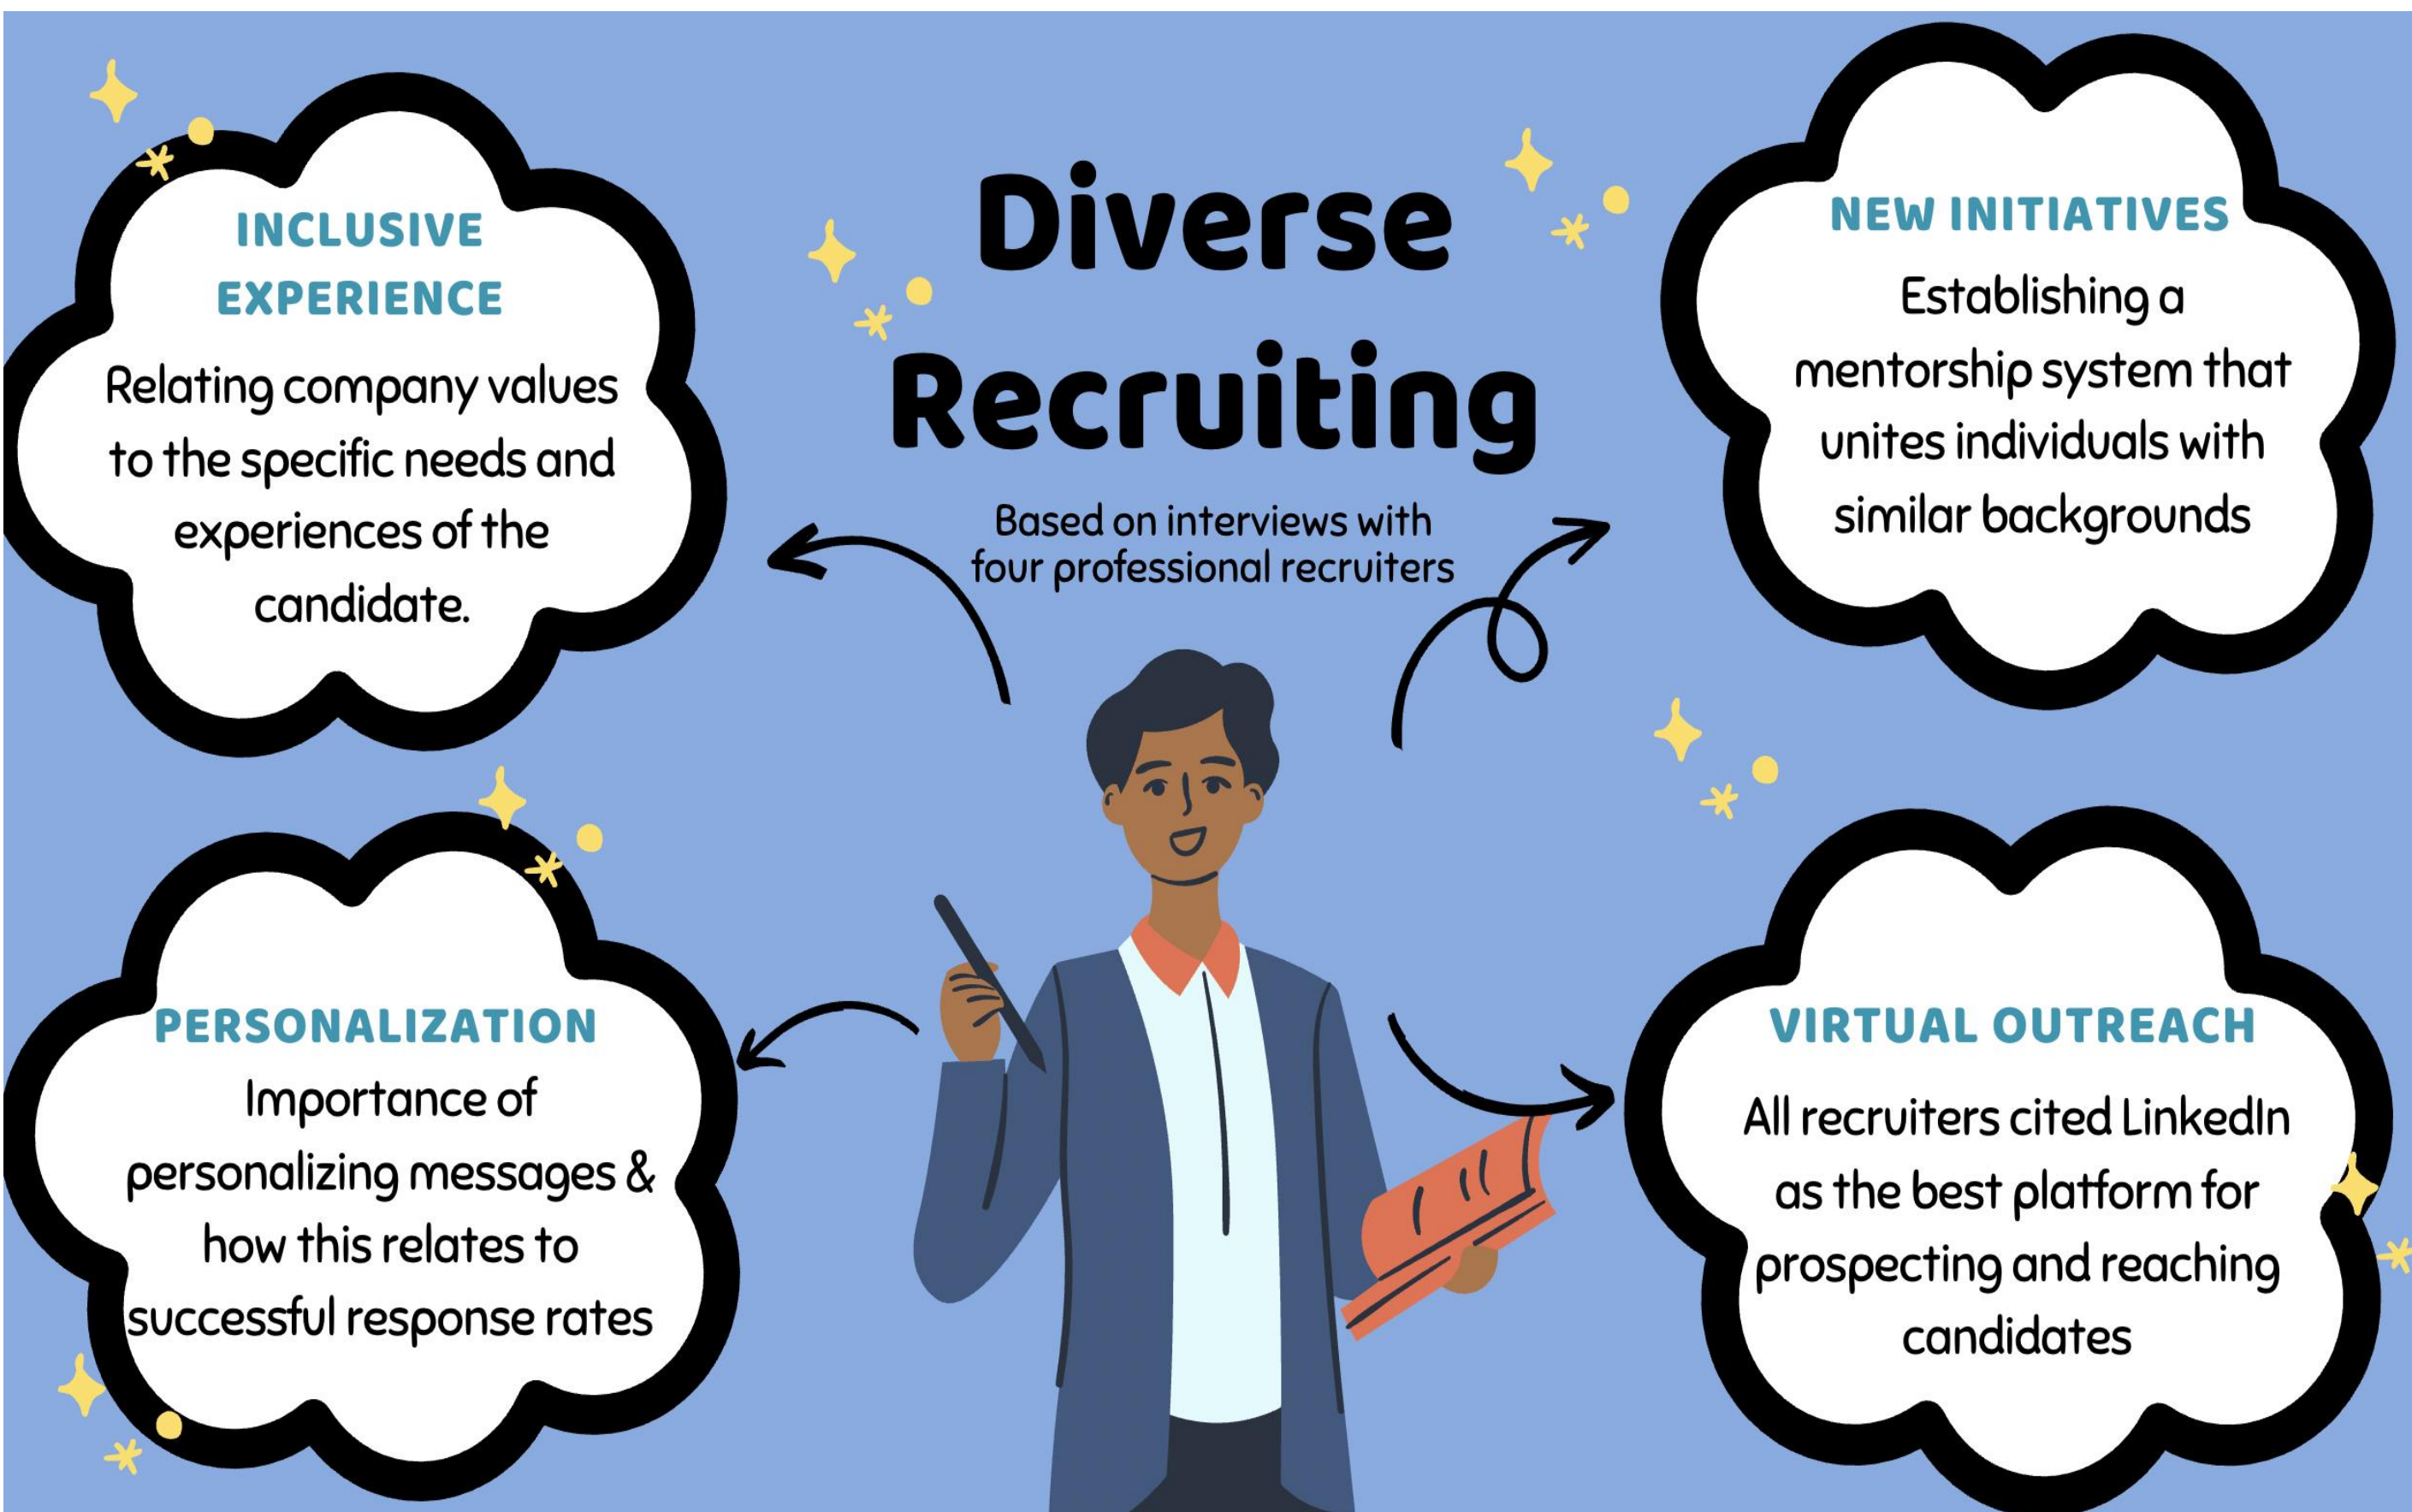 Diverse
Recruiting
Based on interviews with
four professional recruiters
INCLUSIVE
EXPERIENCE
Relating company values
to the specific needs and
experiences of the
candidate.
NEW INITIATIVES
Establishing a
mentorship system that
unites individuals with
similar backgrounds
PERSONALIZATION
Importance of
personalizing messages &
how this relates to
successful response rates
VIRTUAL OUTREACH
All recruiters cited LinkedIn
as the best platform for
prospecting and reaching
candidates